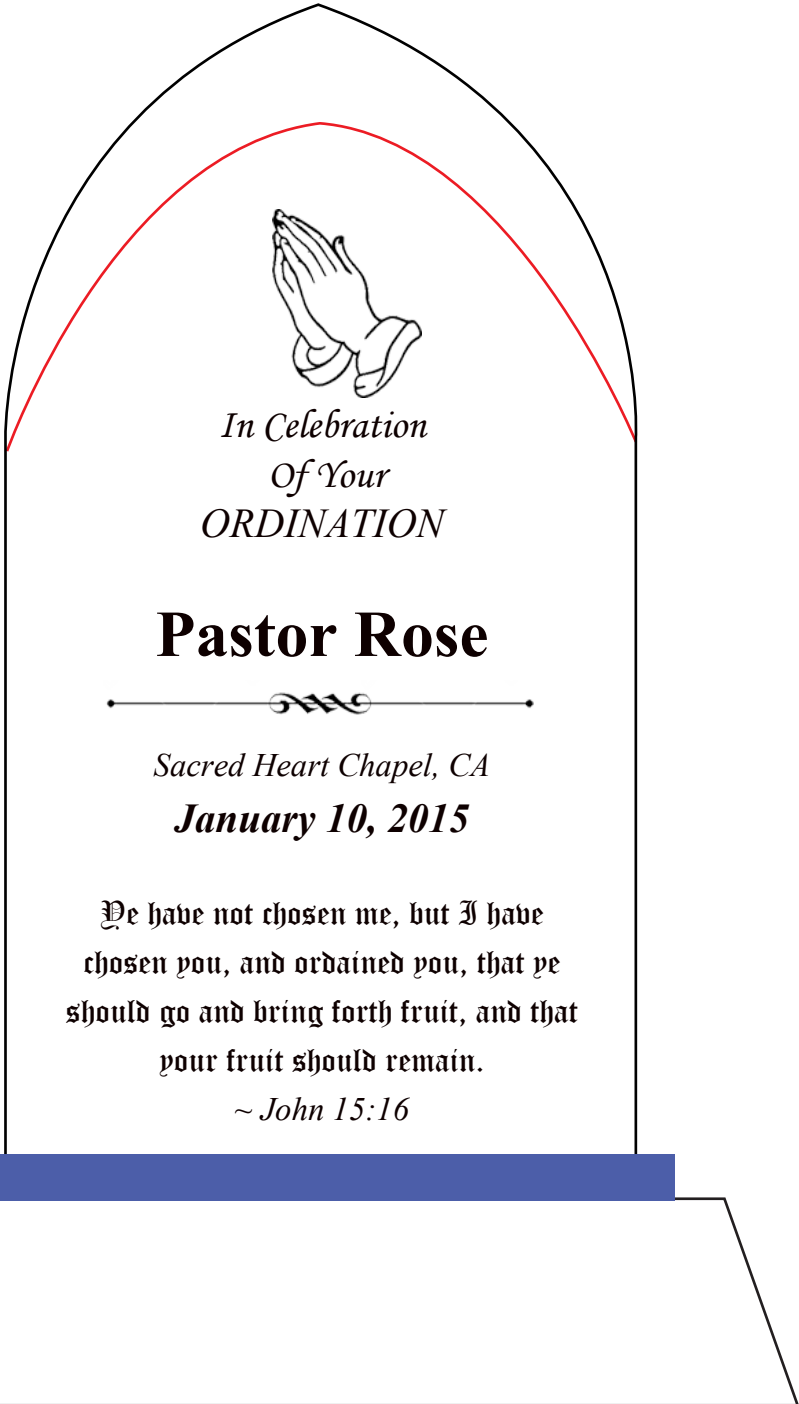 In Celebration
Of Your
ORDINATION
Pastor Rose
Sacred Heart Chapel, CA
January 10, 2015
Ye have not chosen me, but I have
chosen you, and ordained you, that ye
should go and bring forth fruit, and that
your fruit should remain.
~ John 15:16